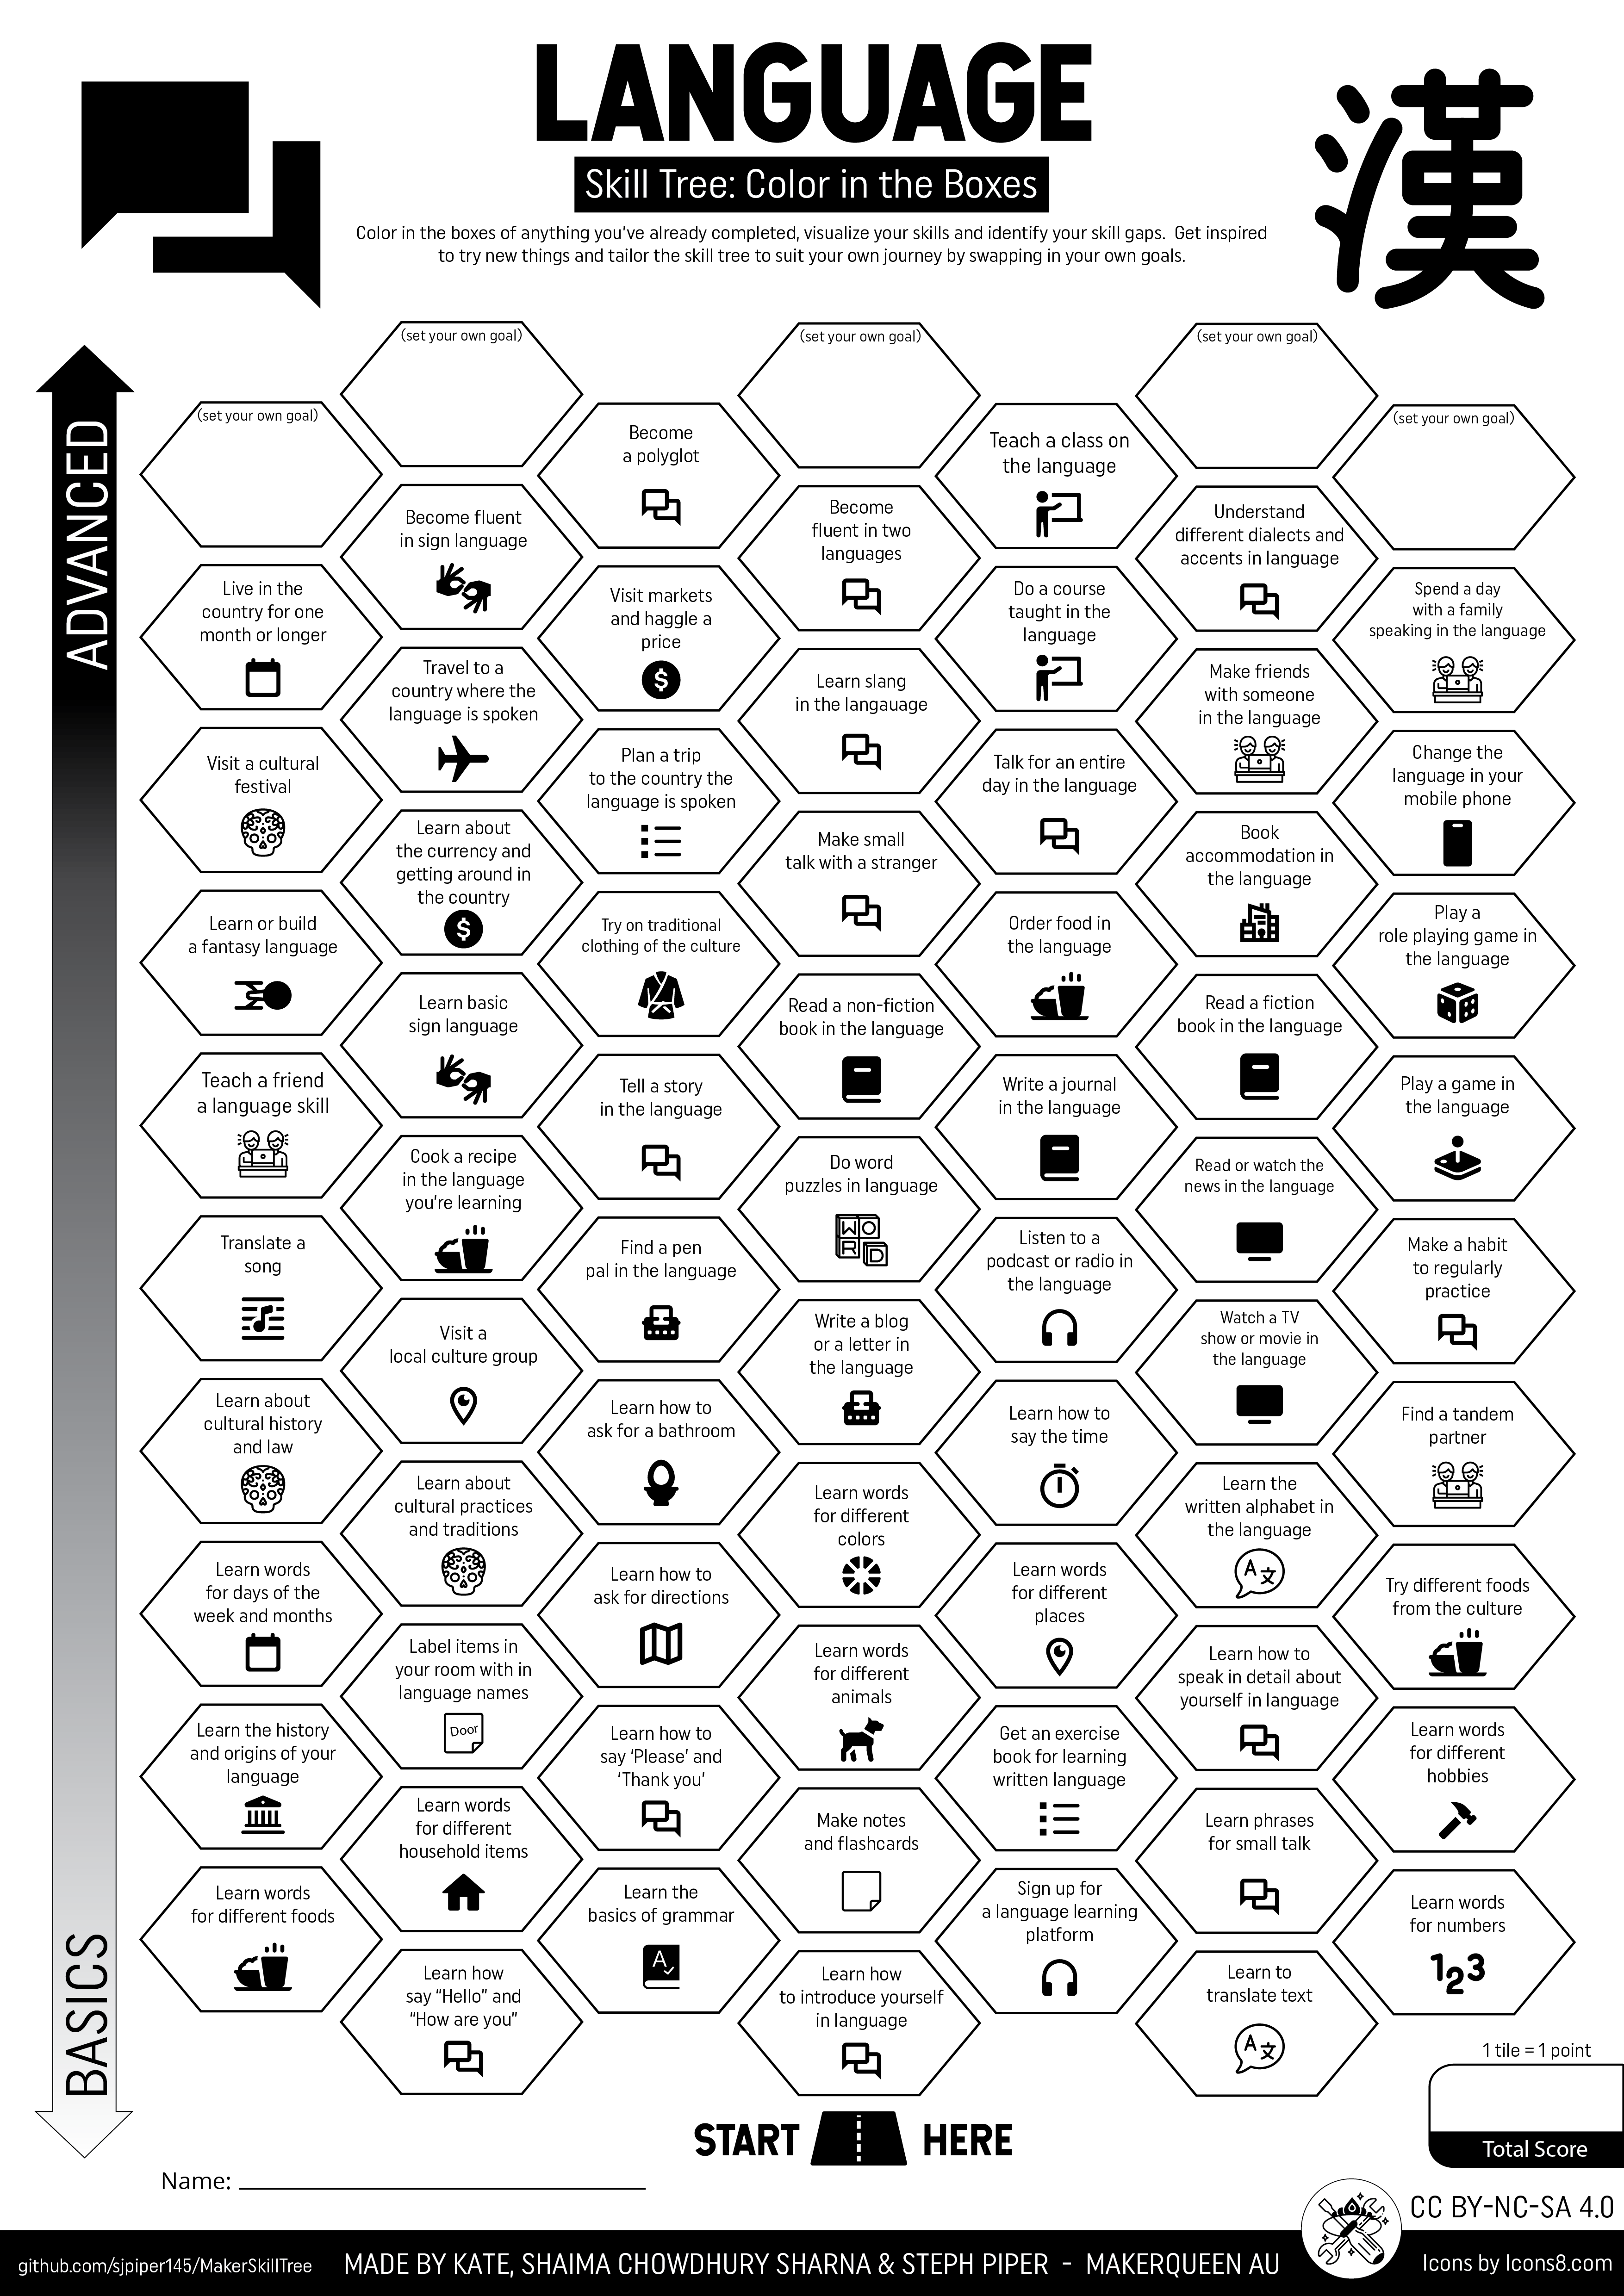 LANGUAGE
漢
Skill Tree: Color in the Boxes
Color in the boxes of anything you've already completed, visualize your skills and identify your skill gaps. Get inspired
to try new things and tailor the skill tree to suit your own journey by swapping in your own goals.
ADVANCED
BASICS
(set your own goal)
(set your own goal)
(set your own goal)
(set your own goal)
Become
a polyglot
Teach a class on
the language
(set your own goal)
Become fluent
in sign language
Become
fluent in two
languages
Understand
different dialects and
accents in language
Live in the
country for one
month or longer
Visit markets
and haggle a
price
$
Do a course
taught in the
language
Spend a day
with a family
speaking in the language
Travel to a
country where the
language is spoken
Learn slang
in the langauage
Make friends
with someone
in the language
Visit a cultural
festival
Plan a trip
to the country the
language is spoken
Talk for an entire
day in the language
Change the
language in your
mobile phone
Learn about
the currency and
getting around in
the country
$
Make small
talk with a stranger
Book
accommodation in
the language
Learn or build
a fantasy language
Try on traditional
clothing of the culture
Order food in
the language
Play a
role playing game in
the language
Learn basic
sign language
Read a non-fiction
book in the language
Read a fiction
book in the language
Teach a friend
a language skill
Tell a story
in the language
Write a journal
in the language
Play a game in
the language
Cook a recipe
in the language
you're learning
Do word
puzzles in language
WO
RD
Read or watch the
news in the language
Translate a
song
Find a pen
pal in the language
Listen to a
podcast or radio in
the language
Make a habit
to regularly
practice
Visit a
local culture group
Write a blog
or a letter in
the language
Watch a TV
show or movie in
the language
Learn about
cultural history
and law
Learn how to
ask for a bathroom
Learn how to
say the time
Find a tandem
partner
Learn about
cultural practices
and traditions
Learn words
for different
colors
Learn the
written alphabet in
the language
A文
Learn words
for days of the
week and months
Learn how to
ask for directions
Learn words
for different
places
Try different foods
from the culture
Label items in
your room with in
language names
Door
Learn words
for different
animals
Learn how to
speak in detail about
yourself in language
Learn the history
and origins of your
language
Learn how to
say 'Please' and
'Thank you'
Get an exercise
book for learning
written language
Learn words
for different
hobbies
Learn words
for different
household items
Make notes
and flashcards
Learn phrases
for small talk
Learn words
for different foods
Learn the
basics of grammar
A
Sign up for
a language learning
platform
Learn words
for numbers
123
Learn how
say “Hello” and
“How are you”
Learn how
to introduce yourself
in language
Learn to
translate text
A文
1 tile = 1 point
Total Score
START HERE
Name:
CC BY-NC-SA 4.0
github.com/sjpiper145/MakerSkillTree
MADE BY KATE, SHAIMA CHOWDHURY SHARNA & STEPH PIPER - MAKERQUEEN AU
Icons by Icons8.com